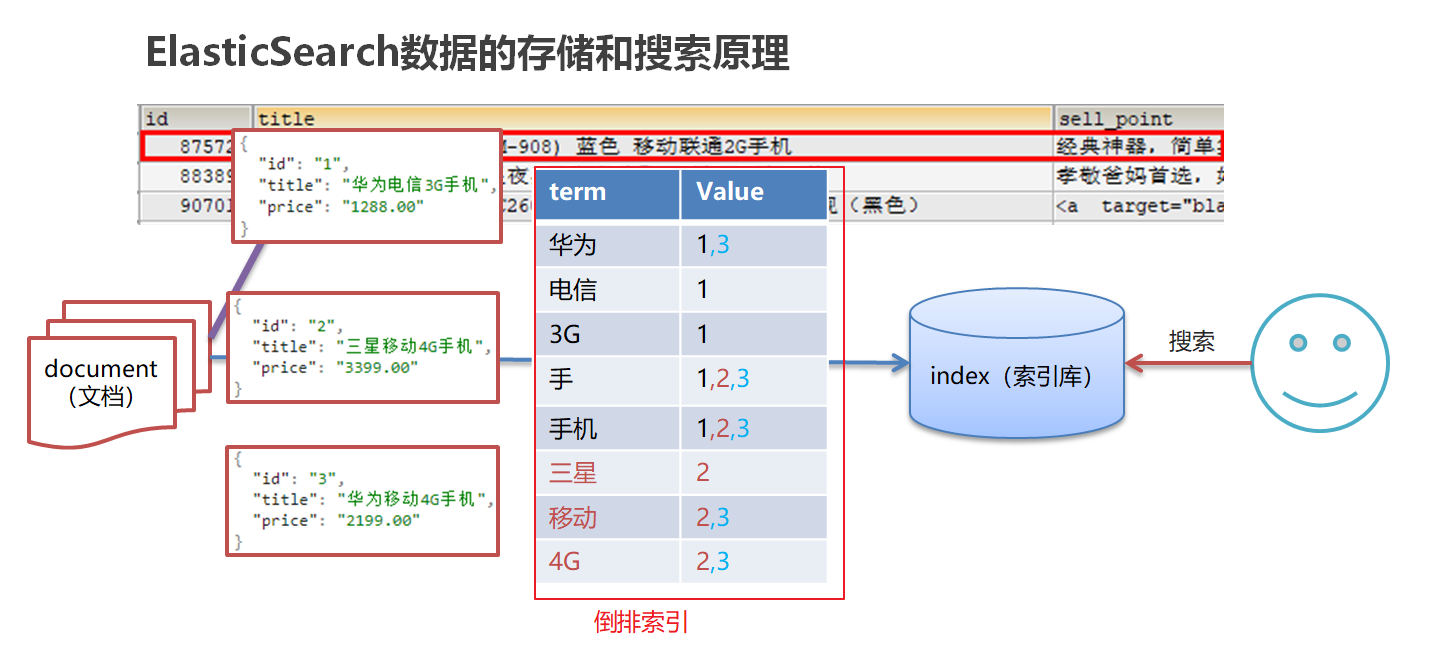 ElasticSearch数据的存储和搜索原理
id title sell_point
87572 M-908) 蓝色 移动联通2G手机 经典神器, 简单
88389 夜 孝敬爸妈首选,
9070 C26 (黑色) <a target="bla
{
"id": "1",
"title": "华为电信3G手机",
"price": "1288.00"
}
{
"id": "2",
"title": "三星移动4G手机",
"price": "3399.00"
}
{
"id": "3",
"title": "华为移动4G手机",
"price": "2199.00"
}
term Value
华为 1,3
电信 1
3G 1
手 1,2,3
手机 1,2,3
三星 2
移动 2,3
4G 2,3
倒排索引
document
(文档)
index(索引库)
搜索